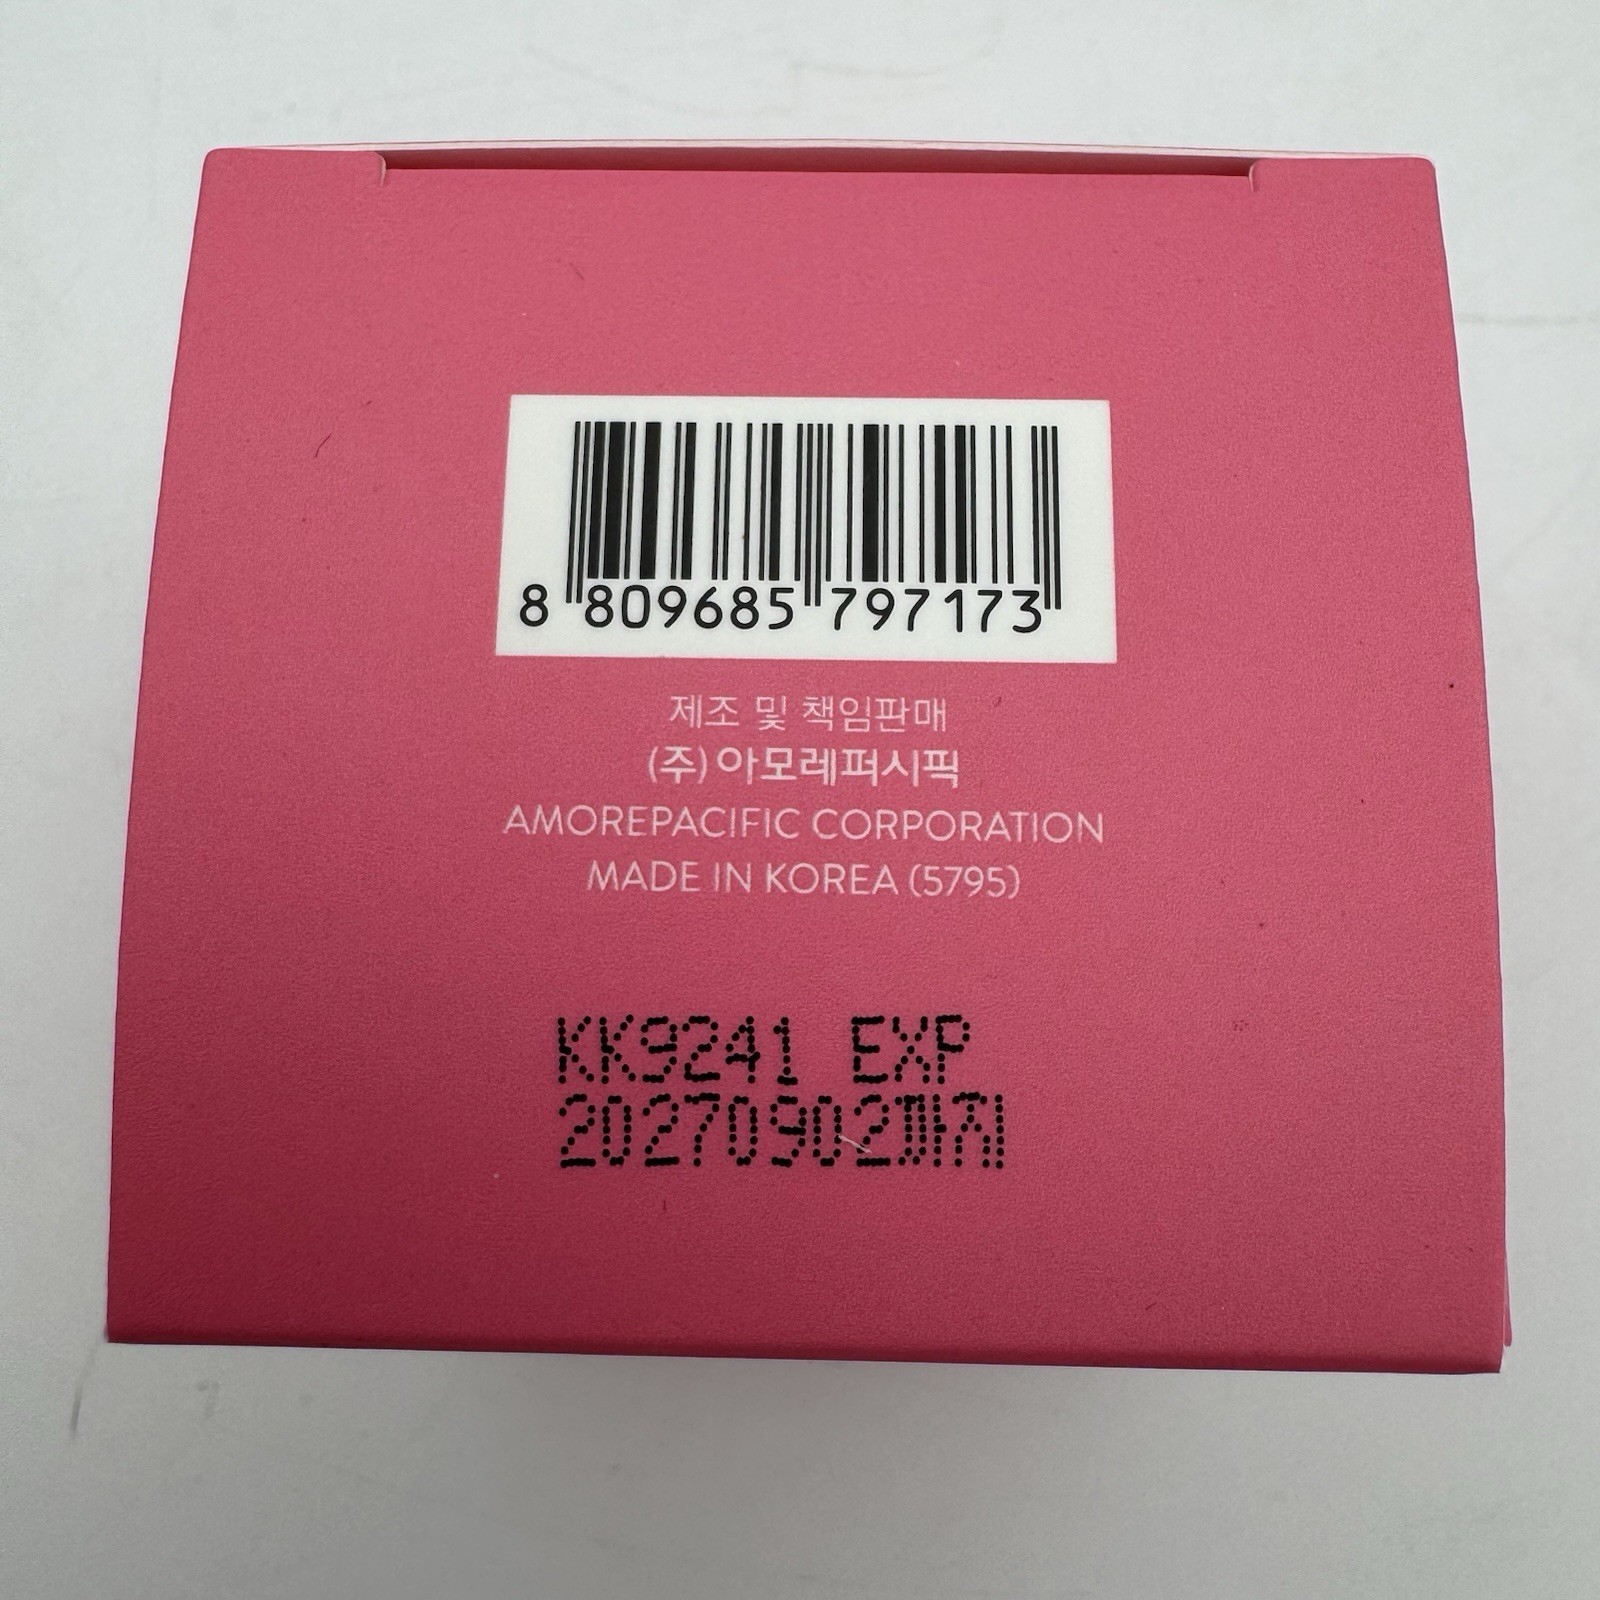 8 809685 797173
제조 및 책임판매
(주)아모레퍼시픽
AMOREPACIFIC CORPORATION
MADE IN KOREA (5795)
KK9241 EXP
20270902까지